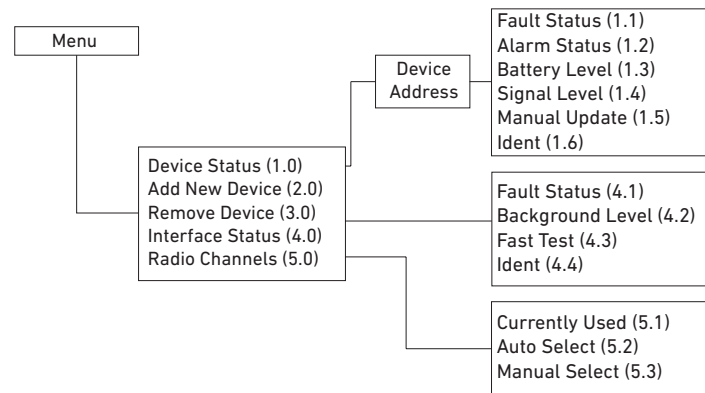 Menu
Device Status (1.0)
Add New Device (2.0)
Remove Device (3.0)
Interface Status (4.0)
Radio Channels (5.0)
Device
Address
Fault Status (1.1)
Alarm Status (1.2)
Battery Level (1.3)
Signal Level (1.4)
Manual Update (1.5)
Ident (1.6)
Fault Status (4.1)
Background Level (4.2)
Fast Test (4.3)
Ident (4.4)
Currently Used (5.1)
Auto Select (5.2)
Manual Select (5.3)